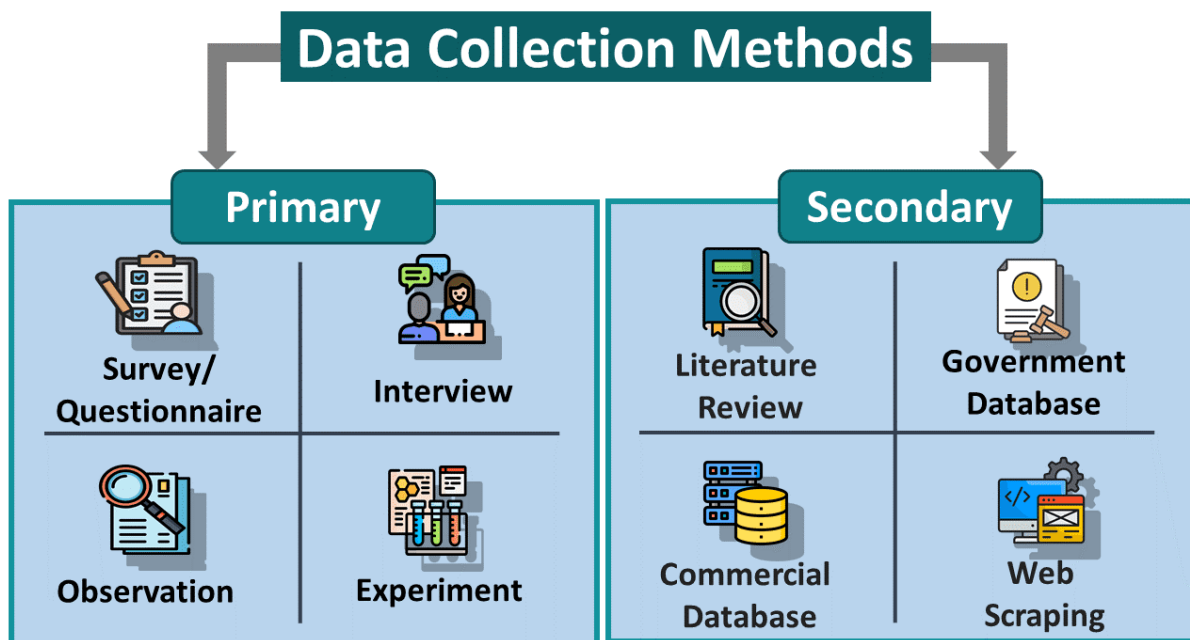 Data Collection Methods
Primary
Survey/
Questionnaire
Interview
Observation
Experiment
Secondary
Literature
Review
Government
Database
Commercial
Database
Web
Scraping